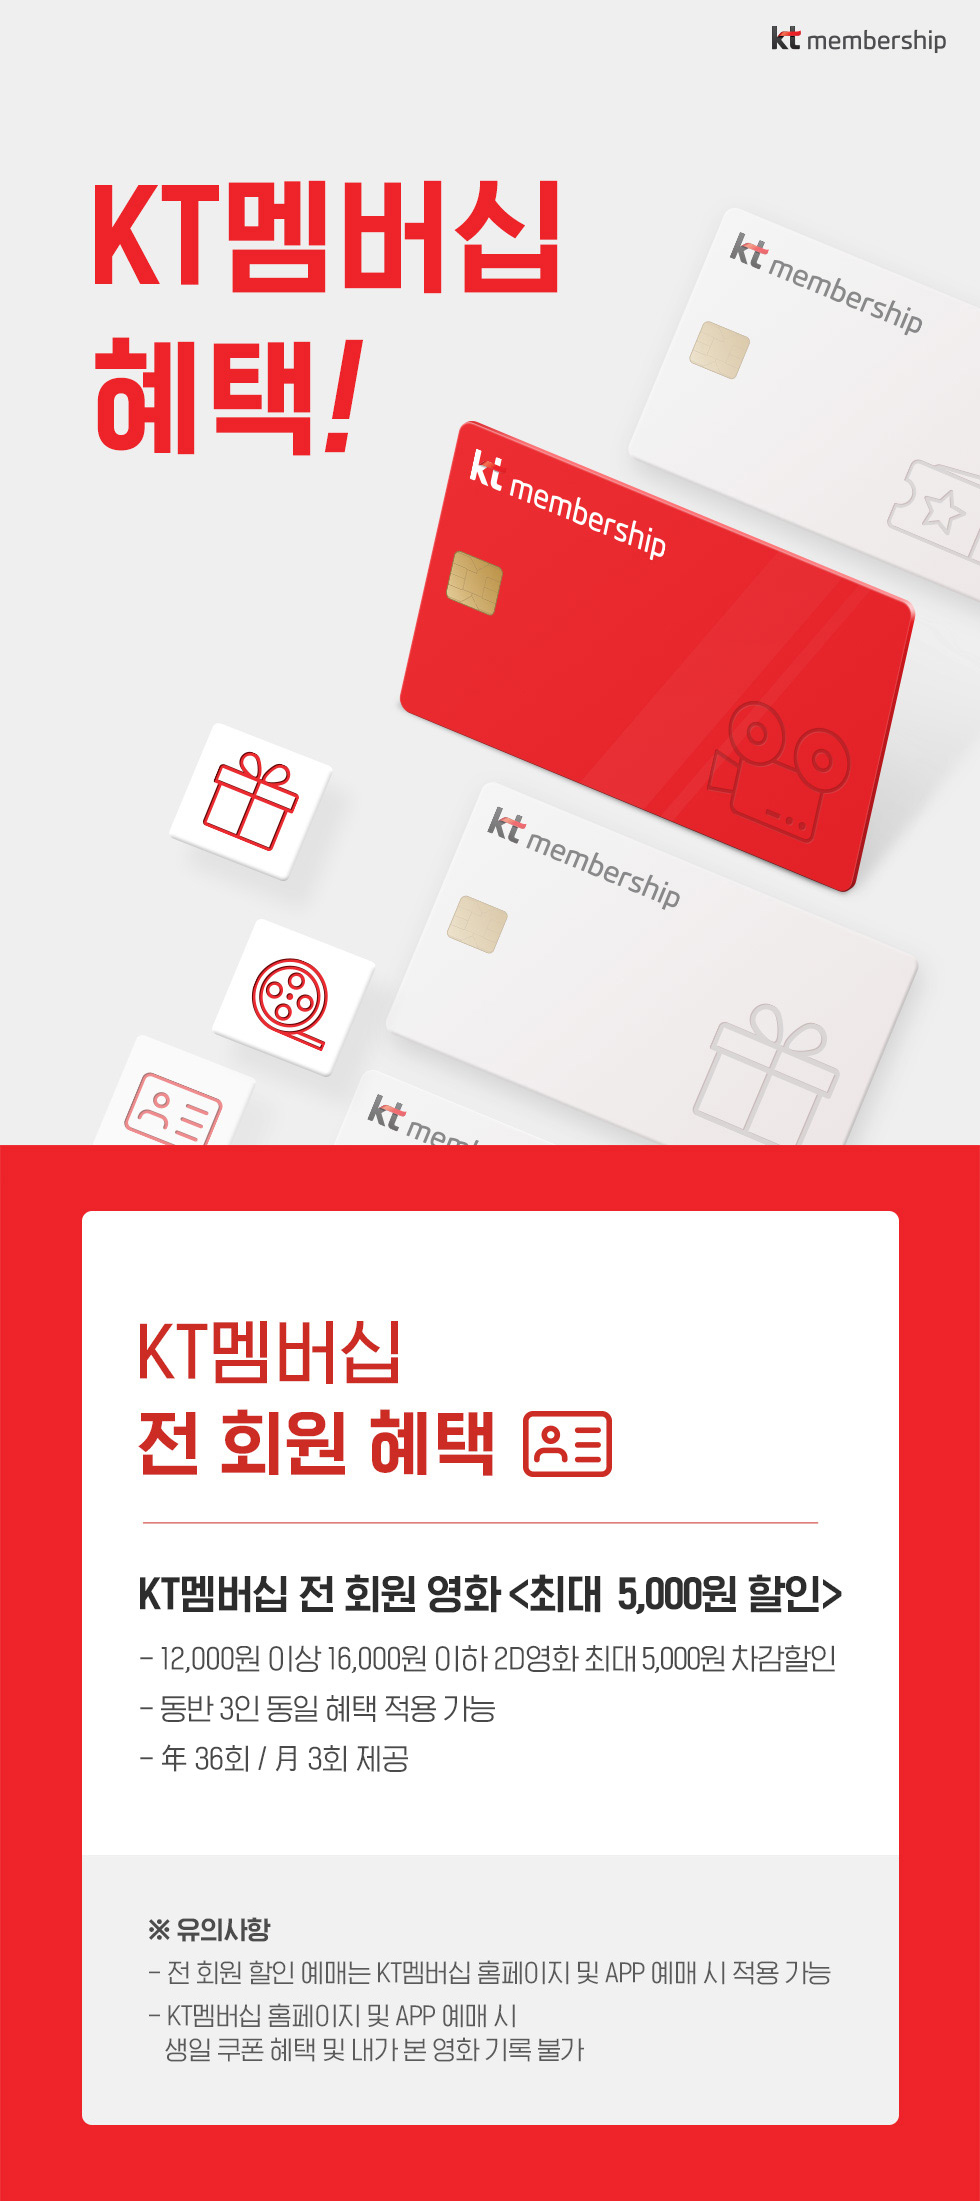 kt membership
KT멤버십
혜택!
kt membership
kt membership
kt membership
kt mem
KT멤버십
전 회원 혜택
KT멤버십 전 회원 영화 <최대 5,000원 할인>
- 12,000원 이상 16,000원 이하 2D영화 최대 5,000원 차감할인
- 동반 3인 동일 혜택 적용 가능
- 年 36회 / 月 3회 제공
※ 유의사항
- 전 회원 할인 예매는 KT멤버십 홈페이지 및 APP 예매 시 적용 가능
- KT멤버십 홈페이지 및 APP 예매 시
생일 쿠폰 혜택 및 내가 본 영화 기록 불가